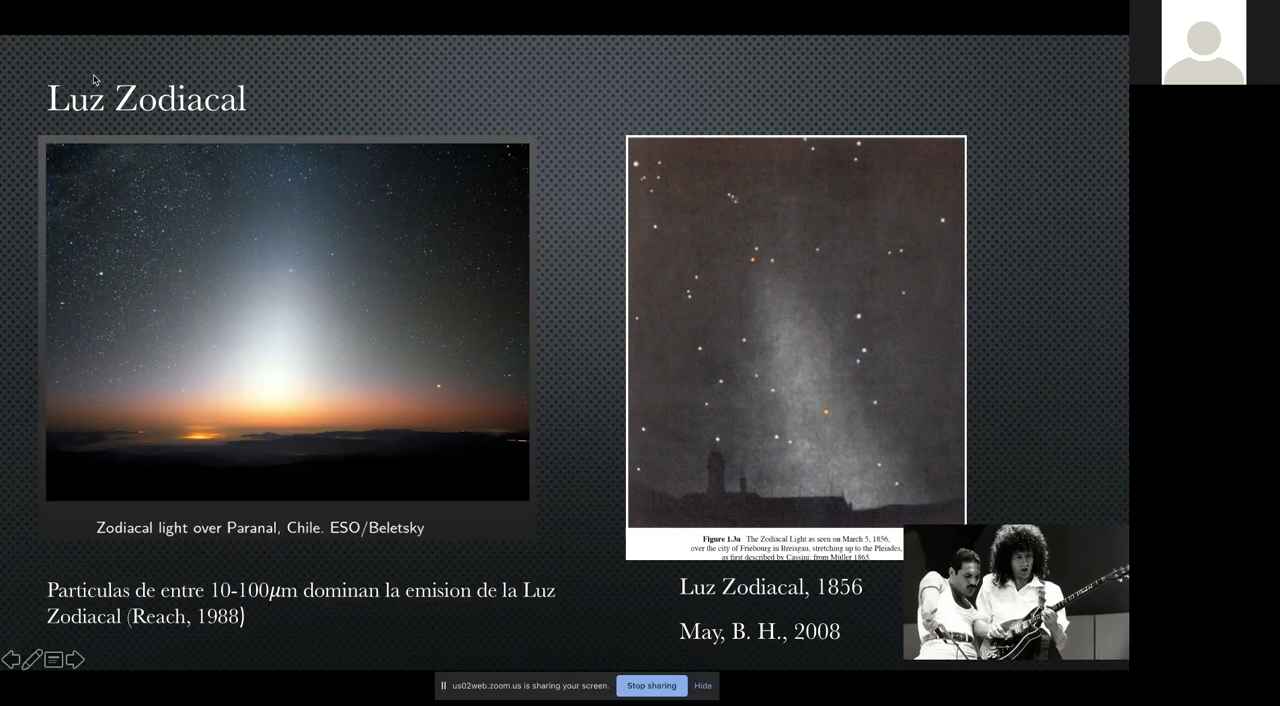 Luz Zodiacal
Zodiacal light over Paranal, Chile. ESO/Beletsky
Particulas de entre 10-100μm dominan la emision de la Luz
Zodiacal (Reach, 1988)
Figure 1.3a The Zodiacal Light as seen on March 5, 1856,
over the city of Friebourg in Breisgau, stretching up to the Pleiades,
as first described by Cassini; from Müller 1865.
Luz Zodiacal, 1856
May, B. H., 2008
us02web.zoom.us is sharing your screen.
Stop sharing
Hide